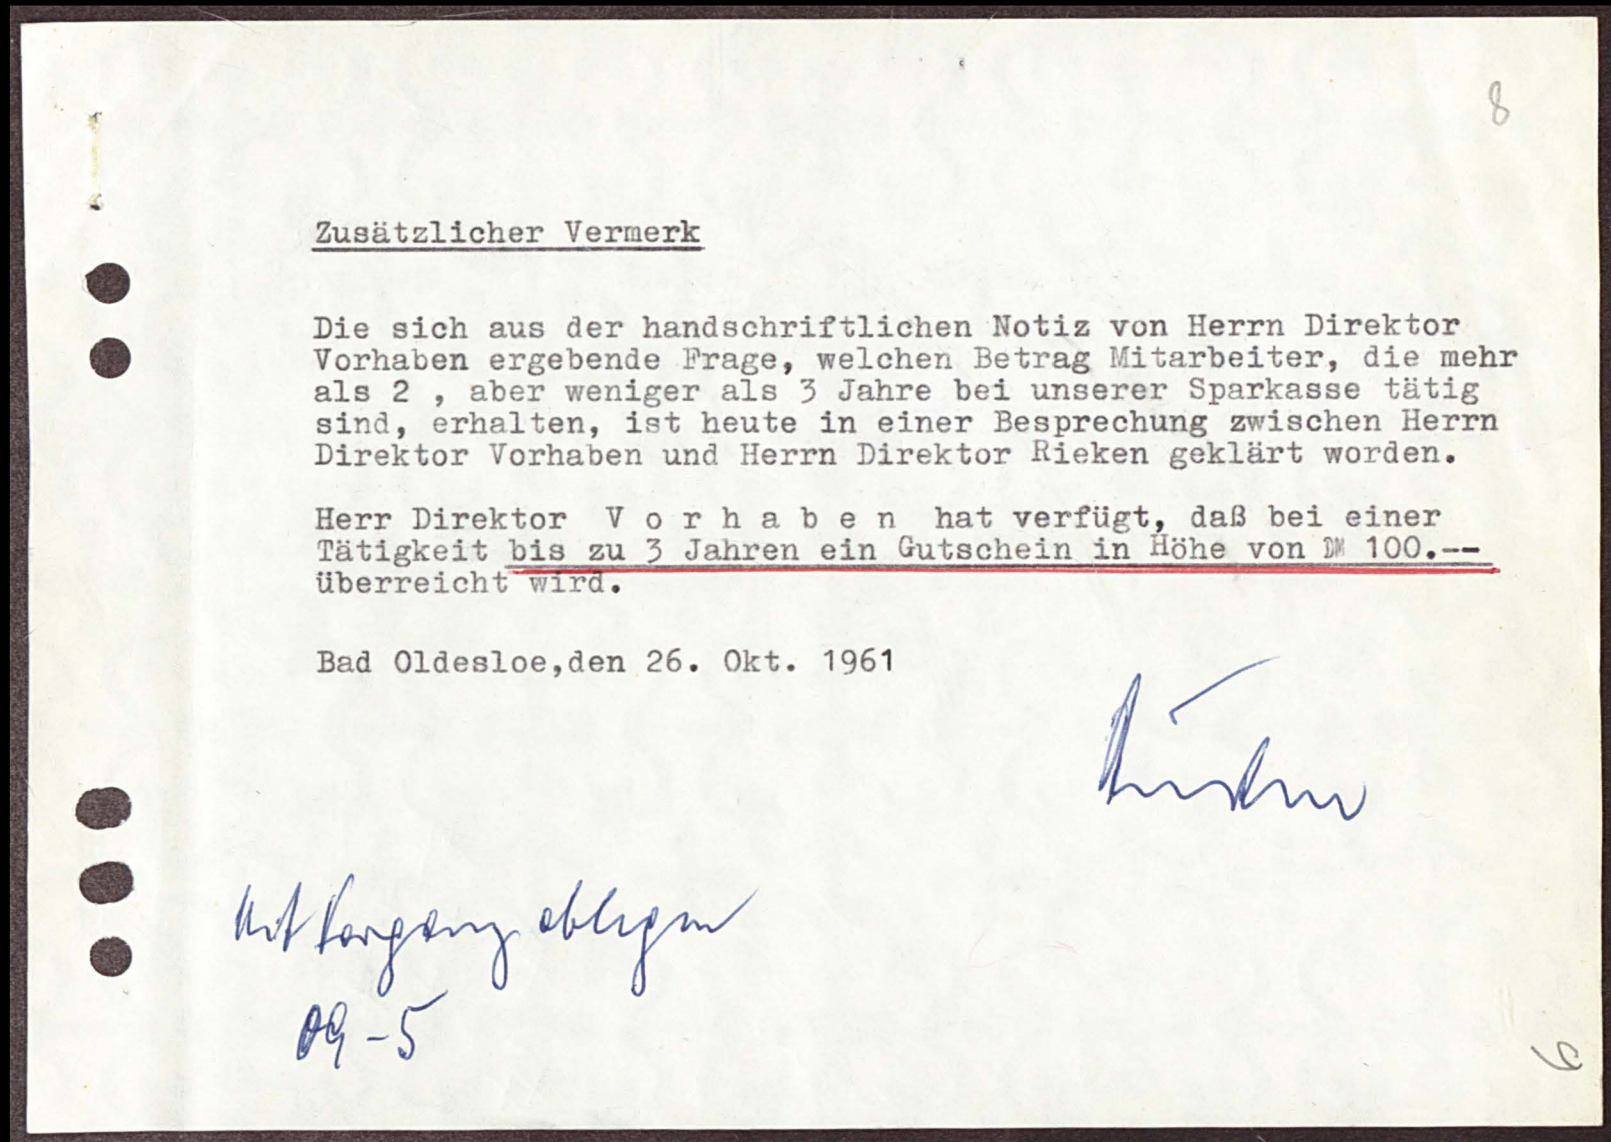 8
Zusätzlicher Vermerk
Die sich aus der handschriftlichen Notiz von Herrn Direktor
Vorhaben ergebende Frage, welchen Betrag Mitarbeiter, die mehr
als 2 , aber weniger als 3 Jahre bei unserer Sparkasse tätig
sind, erhalten, ist heute in einer Besprechung zwischen Herrn
Direktor Vorhaben und Herrn Direktor Rieken geklärt worden.
Herr Direktor V o r h a b e n hat verfügt, daß bei einer
Tätigkeit bis zu 3 Jahren ein Gutschein in Höhe von DM 100.--
überreicht wird.
Bad Oldesloe,den 26. Okt. 1961
Mit Vorgang ablegen
09-5